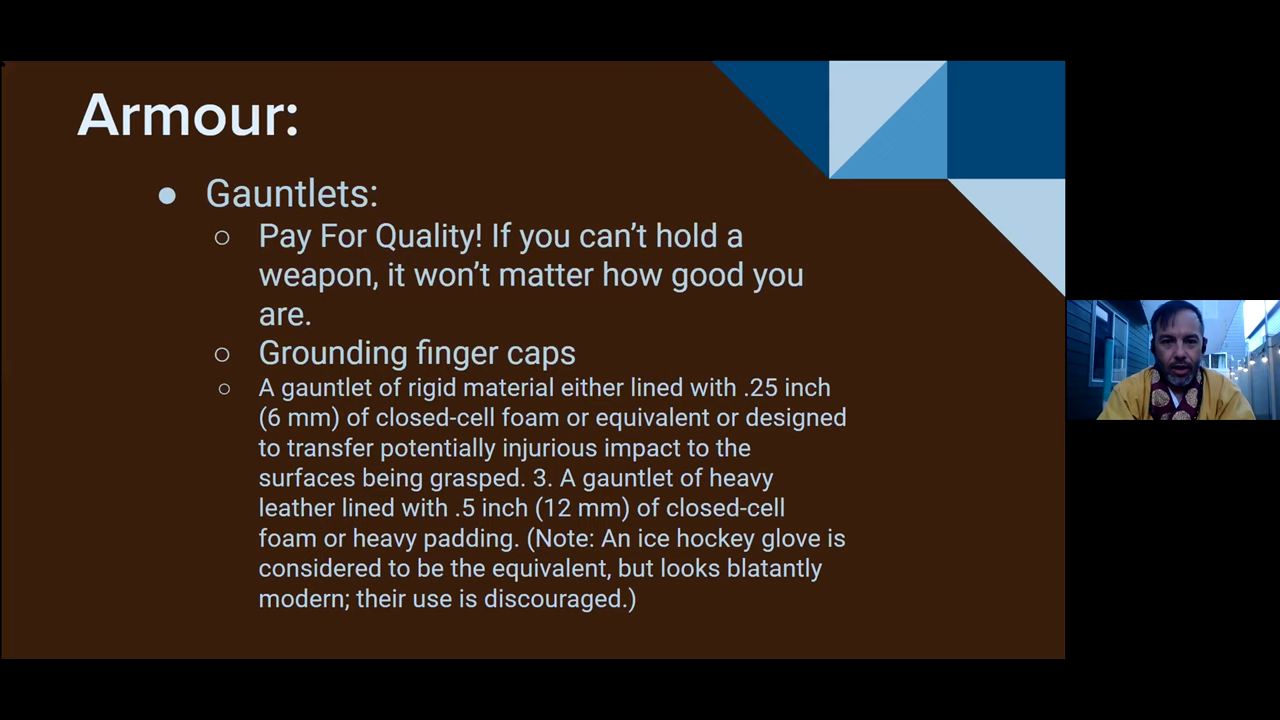 Armour:
● Gauntlets:
○ Pay For Quality! If you can’t hold a
weapon, it won’t matter how good you
are.
○ Grounding finger caps
○ A gauntlet of rigid material either lined with .25 inch
(6 mm) of closed-cell foam or equivalent or designed
to transfer potentially injurious impact to the
surfaces being grasped. 3. A gauntlet of heavy
leather lined with .5 inch (12 mm) of closed-cell
foam or heavy padding. (Note: An ice hockey glove is
considered to be the equivalent, but looks blatantly
modern; their use is discouraged.)